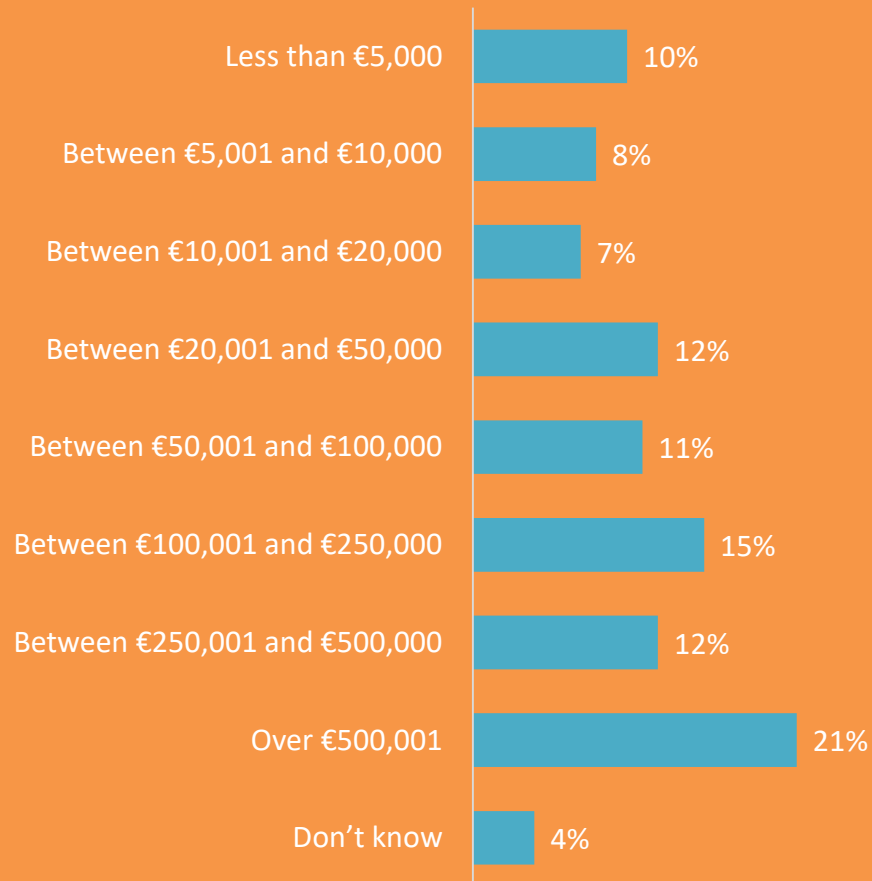 Less than €5,000 10%
Between €5,001 and €10,000 8%
Between €10,001 and €20,000 7%
Between €20,001 and €50,000 12%
Between €50,001 and €100,000 11%
Between €100,001 and €250,000 15%
Between €250,001 and €500,000 12%
Over €500,001 21%
Don’t know 4%